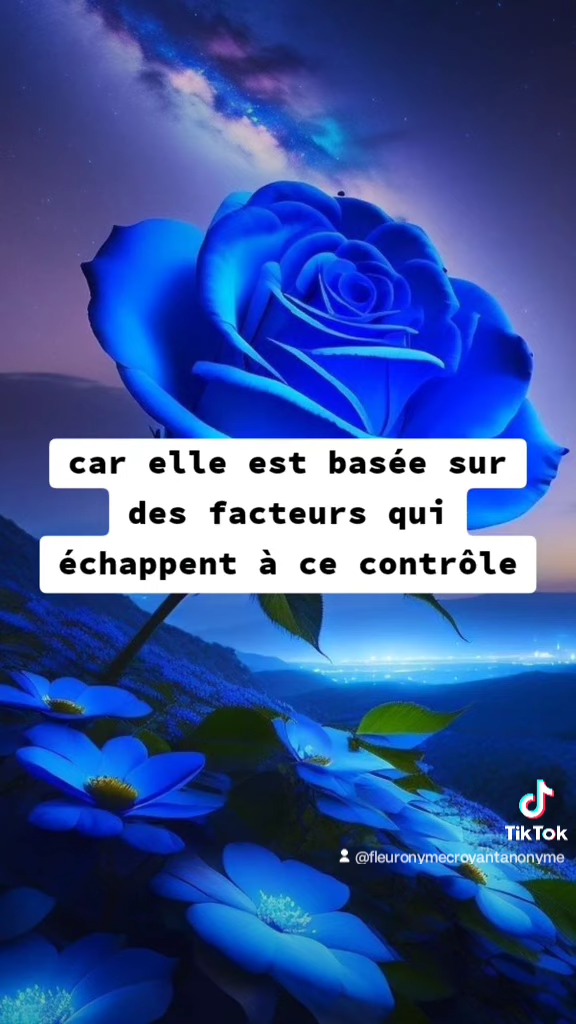 car elle est basée sur
des facteurs qui
échappent à ce contrôle
TikTok
@fleuronymecroyantanonyme